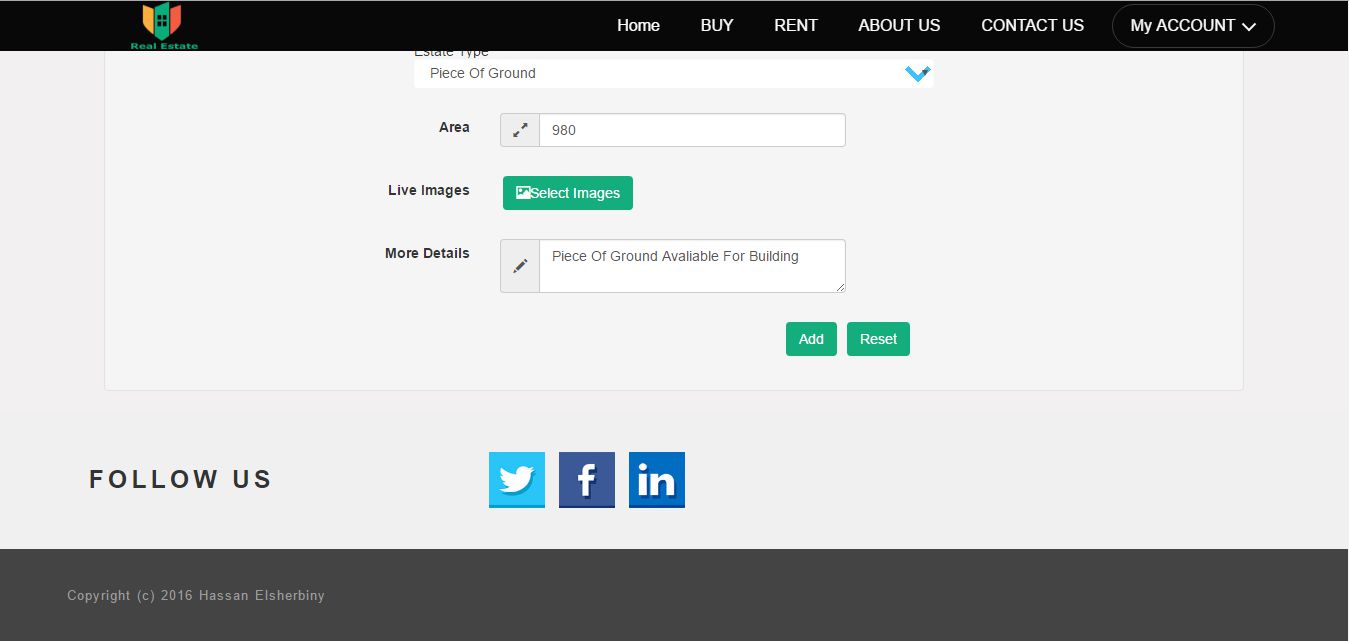 Real Estate
Home BUY RENT ABOUT US CONTACT US My ACCOUNT
Estate Type
Piece Of Ground
Area 980
Live Images Select Images
More Details Piece Of Ground Avaliable For Building
Add Reset
FOLLOW US
Copyright (c) 2016 Hassan Elsherbiny